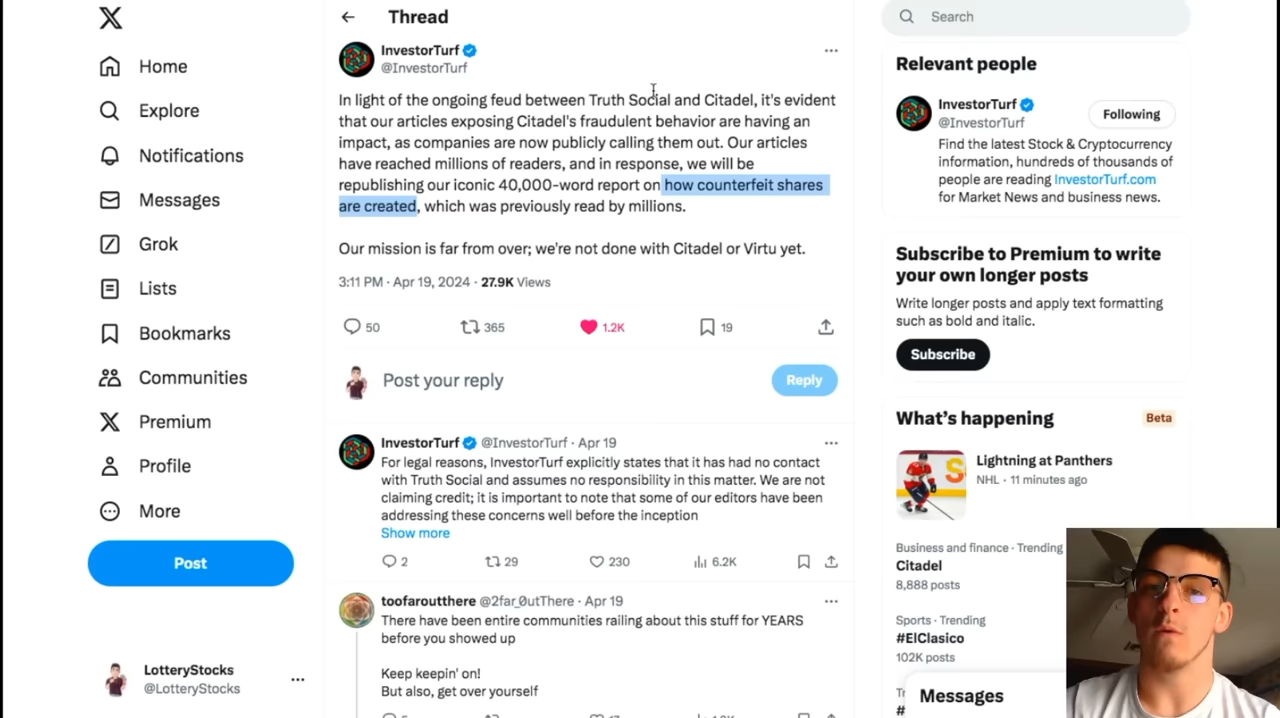 Home
Explore
Notifications
Messages
Grok
Lists
Bookmarks
Communities
Premium
Profile
More
Post
LotteryStocks
@LotteryStocks
Thread
InvestorTurf
@InvestorTurf
In light of the ongoing feud between Truth Social and Citadel, it's evident
that our articles exposing Citadel's fraudulent behavior are having an
impact, as companies are now publicly calling them out. Our articles
have reached millions of readers, and in response, we will be
republishing our iconic 40,000-word report on how counterfeit shares
are created, which was previously read by millions.
Our mission is far from over; we're not done with Citadel or Virtu yet.
3:11 PM · Apr 19, 2024 · 27.9K Views
50 365 1.2K 19
Post your reply Reply
InvestorTurf @InvestorTurf · Apr 19
For legal reasons, InvestorTurf explicitly states that it has had no contact
with Truth Social and assumes no responsibility in this matter. We are not
claiming credit; it is important to note that some of our editors have been
addressing these concerns well before the inception
Show more
2 29 230 6.2K
toofaroutthere @2far_0utThere · Apr 19
There have been entire communities railing about this stuff for YEARS
before you showed up
Keep keepin' on!
But also, get over yourself
Search
Relevant people
InvestorTurf
@InvestorTurf
Following
Find the latest Stock & Cryptocurrency
information, hundreds of thousands of
people are reading InvestorTurf.com
for Market News and business news.
Subscribe to Premium to write
your own longer posts
Write longer posts and apply text formatting
such as bold and italic.
Subscribe
What's happening Beta
Lightning at Panthers
NHL · 11 minutes ago
Business and finance · Trending
Citadel
8,888 posts
Sports · Trending
#ElClasico
102K posts
Messages